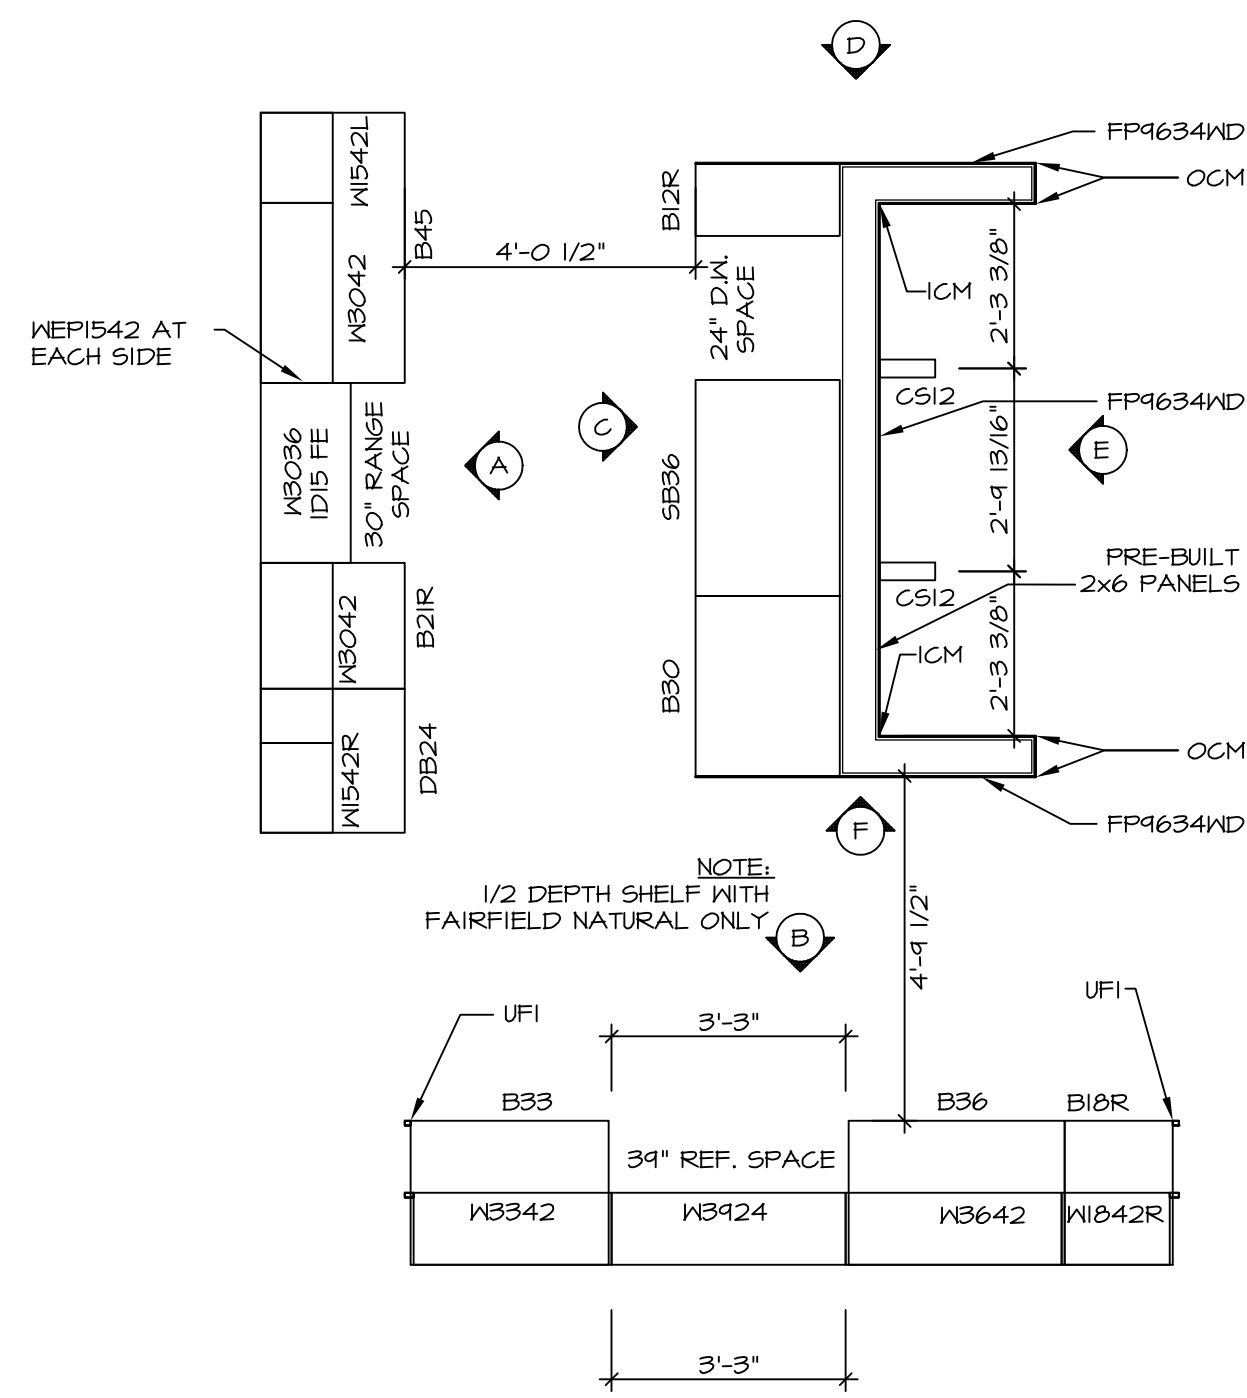 D
FP9634WD
OCM
W1542L
B12R
B45
4'-0 1/2"
W3042
24" D.W.
SPACE
ICM
2'-3 3/8"
WEP1542 AT
EACH SIDE
CS12
FP9634WD
C
A
E
W3036
1D15 FE
30" RANGE
SPACE
SB36
2'-9 13/16"
PRE-BUILT
2x6 PANELS
CS12
W3042
B21R
2'-3 3/8"
ICM
B30
W1542R
DB24
OCM
FP9634WD
F
NOTE:
1/2 DEPTH SHELF WITH
FAIRFIELD NATURAL ONLY
B
4'-9 1/2"
UF1
UF1
3'-3"
B33
B36
B18R
39" REF. SPACE
W3342
W3924
W3642
W1842R
3'-3"